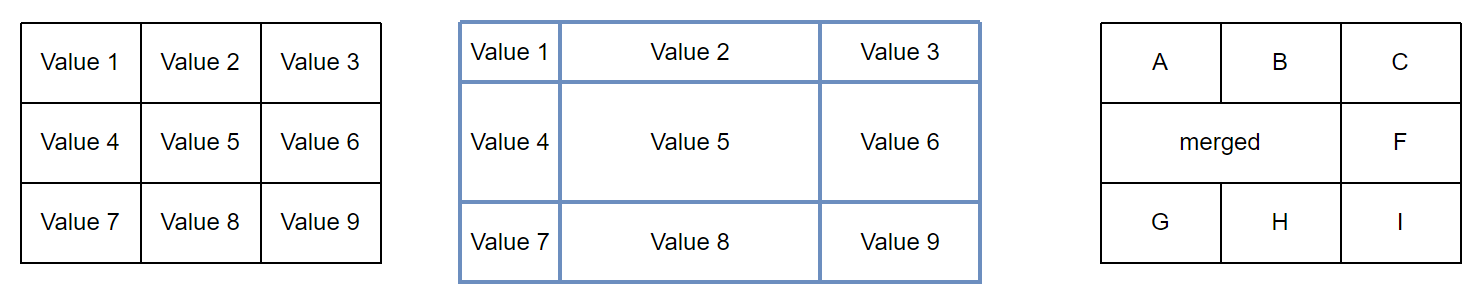 Value 1 Value 2 Value 3
Value 4 Value 5 Value 6
Value 7 Value 8 Value 9
Value 1 Value 2 Value 3
Value 4 Value 5 Value 6
Value 7 Value 8 Value 9
A B C
merged F
G H I